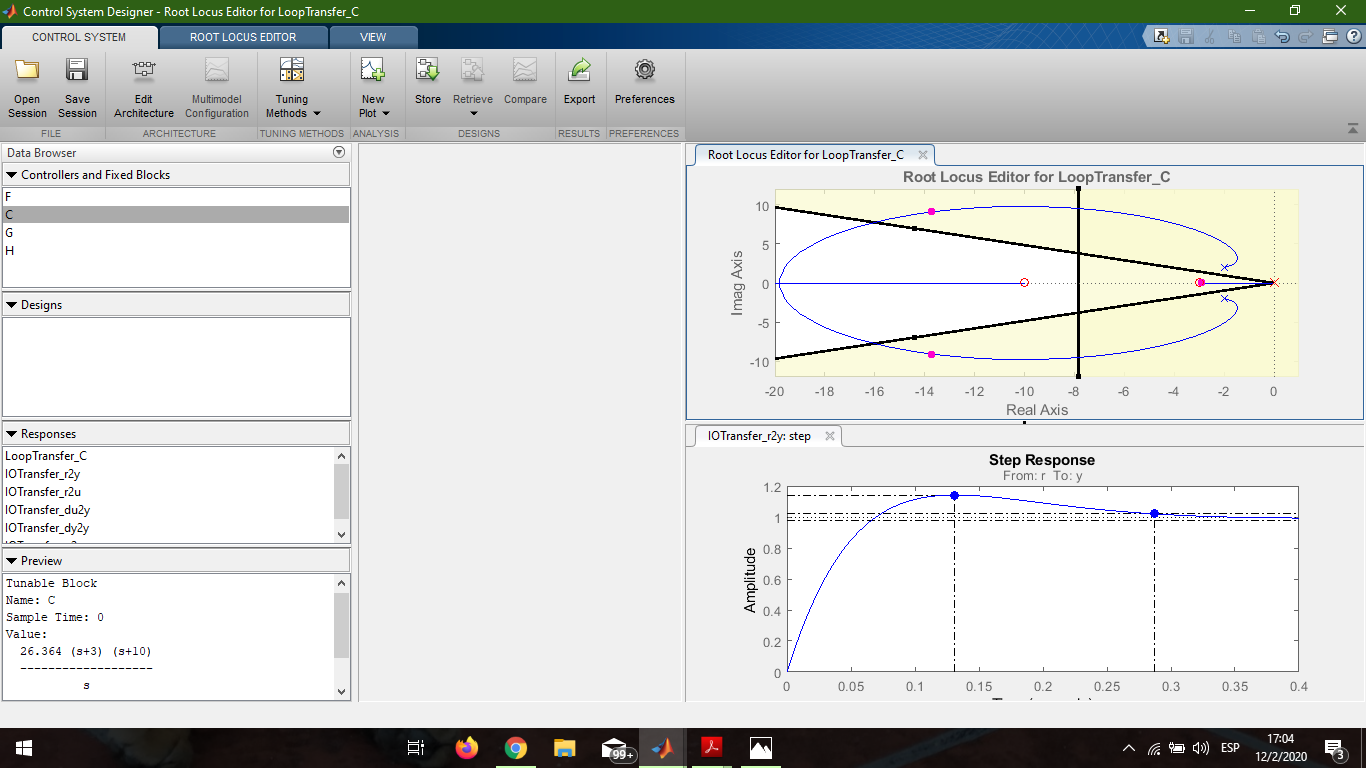 Control System Designer - Root Locus Editor for LoopTransfer_C
CONTROL SYSTEM
ROOT LOCUS EDITOR
VIEW
Open Session
Save Session
Edit Architecture
Multimodel Configuration
Tuning Methods
New Plot
Store
Retrieve
Compare
Export
Preferences
FILE
ARCHITECTURE
TUNING METHODS
ANALYSIS
DESIGNS
RESULTS
PREFERENCES
Data Browser
Controllers and Fixed Blocks
F
C
G
H
Designs
Responses
LoopTransfer_C
IOTransfer_r2y
IOTransfer_r2u
IOTransfer_du2y
IOTransfer_dy2y
Preview
Tunable Block
Name: C
Sample Time: 0
Value:
26.364 (s+3) (s+10)
-------------------
s
Root Locus Editor for LoopTransfer_C
Root Locus Editor for LoopTransfer_C
Imag Axis
10
5
0
-5
-10
-20
-18
-16
-14
-12
-10
-8
-6
-4
-2
0
Real Axis
IOTransfer_r2y: step
Step Response
From: r To: y
Amplitude
1.2
1
0.8
0.6
0.4
0.2
0
0
0.05
0.1
0.15
0.2
0.25
0.3
0.35
0.4
99+
ESP
17:04
12/2/2020
3